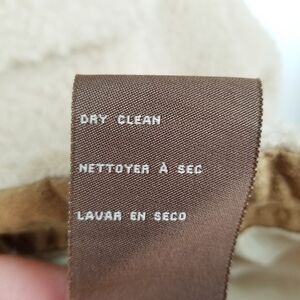 DRY CLEAN
NETTOYER À SEC
LAVAR EN SECO